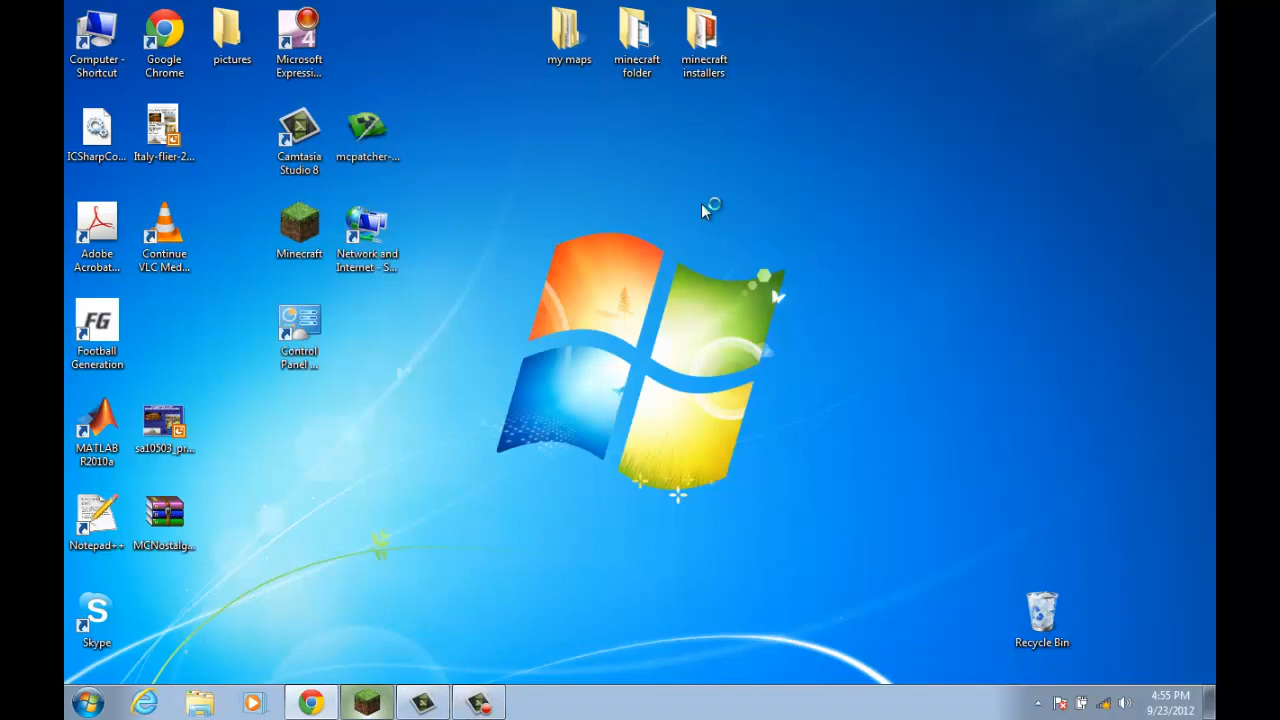 Computer -
Shortcut
Google
Chrome
pictures
Microsoft
Expressi...
4
my maps
minecraft
folder
minecraft
installers
ICSharpCo...
Italy-flier-2...
Camtasia
Studio 8
mcpatcher-...
Adobe
Acrobat...
Continue
VLC Med...
Minecraft
Network and
Internet - S...
FG
Football
Generation
Control
Panel ...
MATLAB
R2010a
sa10503_pr...
Notepad++
MCNostalg...
S
Skype
Recycle Bin
4:55 PM
9/23/2012